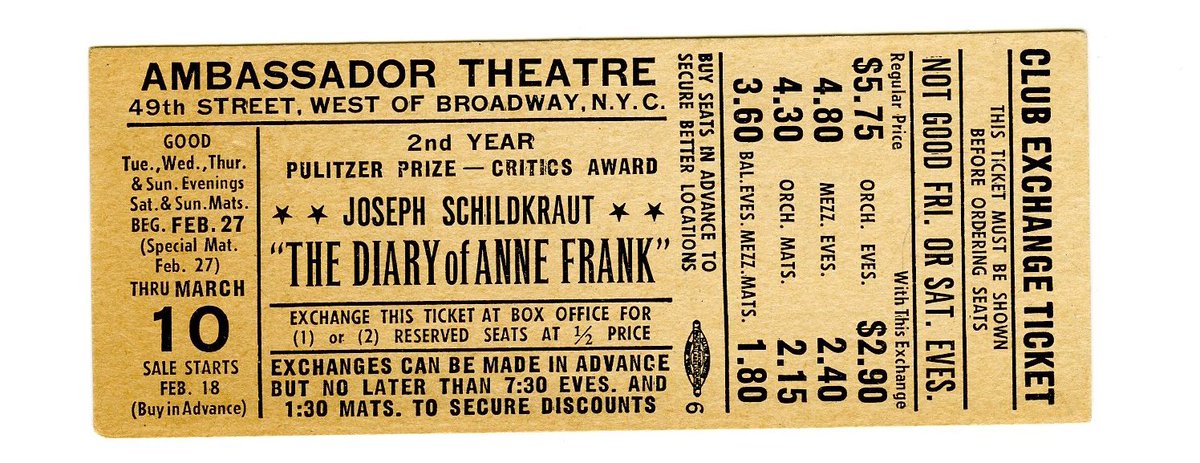 AMBASSADOR THEATRE
49th STREET, WEST OF BROADWAY, N.Y.C.
GOOD
Tue., Wed., Thur.
& Sun. Evenings
Sat. & Sun. Mats.
BEG. FEB. 27
(Special Mat.
Feb. 27)
THRU MARCH
10
SALE STARTS
FEB. 18
(Buy in Advance)
2nd YEAR
PULITZER PRIZE — CRITICS AWARD
★ ★ JOSEPH SCHILDKRAUT ★ ★
"THE DIARY of ANNE FRANK"
EXCHANGE THIS TICKET AT BOX OFFICE FOR
(1) or (2) RESERVED SEATS AT ½ PRICE
EXCHANGES CAN BE MADE IN ADVANCE
BUT NO LATER THAN 7:30 EVES. AND
1:30 MATS. TO SECURE DISCOUNTS
CLUB EXCHANGE TICKET
THIS TICKET MUST BE SHOWN
BEFORE ORDERING SEATS
NOT GOOD FRI. OR SAT. EVES.
Regular Price With This Exchange
$5.75 ORCH. EVES. $2.90
4.80 MEZZ. EVES. 2.40
4.30 ORCH. MATS. 2.15
3.60 BAL. EVES. MEZZ. MATS. 1.80
BUY SEATS IN ADVANCE TO
SECURE BETTER LOCATIONS
6